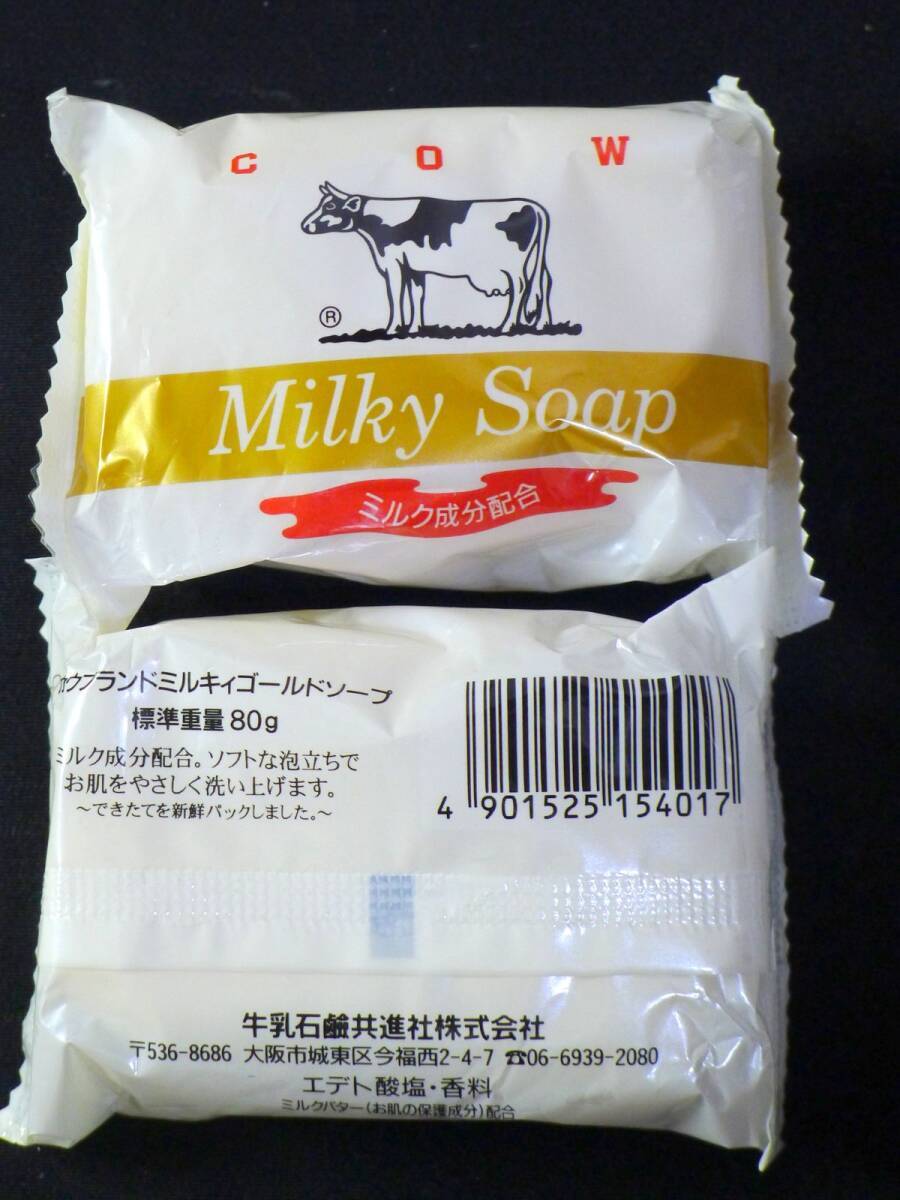 C O W
®
Milky Soap
ミルク成分配合
カウブランドミルキィゴールドソープ
標準重量80g
ミルク成分配合。ソフトな泡立ちで
お肌をやさしく洗い上げます。
〜できたてを新鮮パックしました。〜
4 901525 154017
牛乳石鹼共進社株式会社
〒536-8686 大阪市城東区今福西2-4-7 ☎06-6939-2080
エデト酸塩・香料
ミルクバター(お肌の保護成分)配合